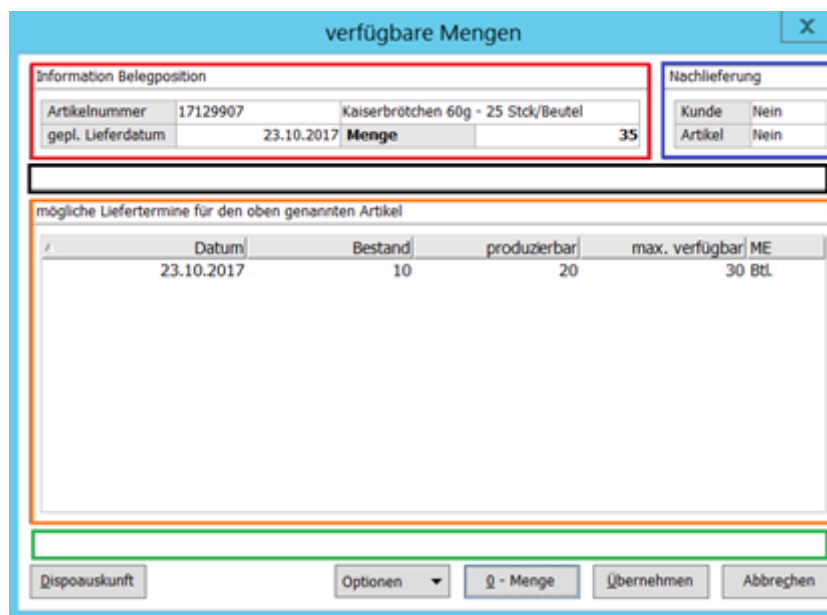 verfügbare Mengen X
Information Belegposition
Artikelnummer 17129907 Kaiserbrötchen 60g - 25 Stck/Beutel
gepl. Lieferdatum 23.10.2017 Menge 35
Nachlieferung
Kunde Nein
Artikel Nein
mögliche Liefertermine für den oben genannten Artikel
Datum Bestand produzierbar max. verfügbar ME
23.10.2017 10 20 30 Btl.
Dispoauskunft Optionen 0 - Menge Übernehmen Abbrechen